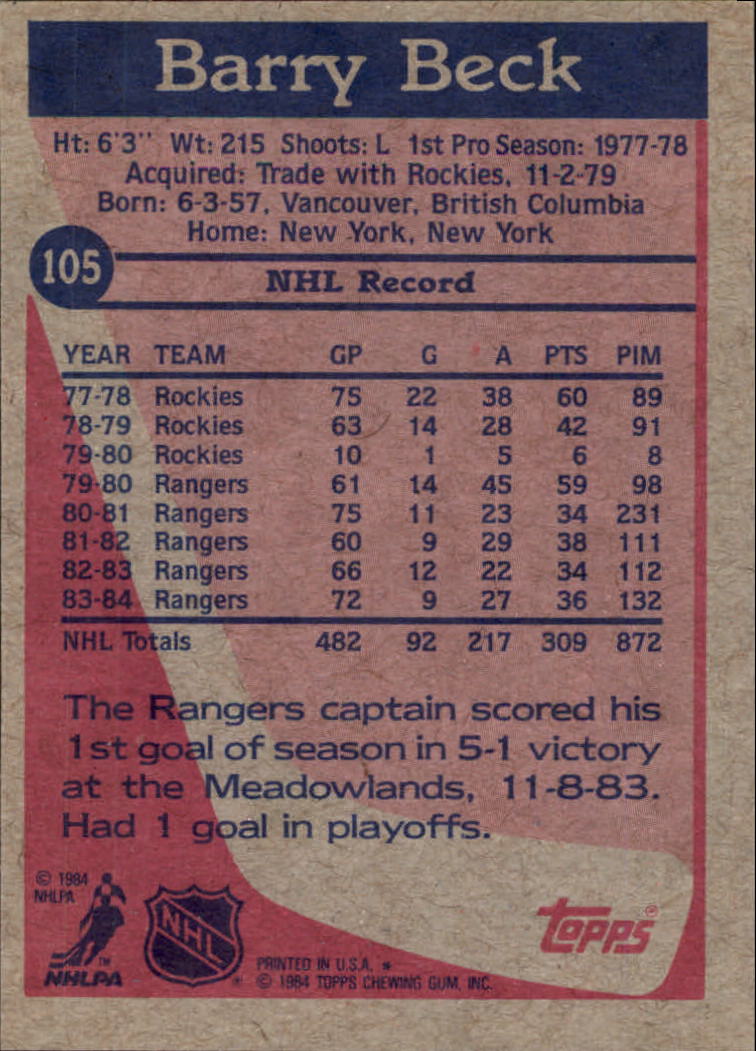 Barry Beck
Ht: 6'3'' Wt: 215 Shoots: L 1st Pro Season: 1977-78
Acquired: Trade with Rockies, 11-2-79
Born: 6-3-57, Vancouver, British Columbia
Home: New York, New York
105
NHL Record
YEAR TEAM GP G A PTS PIM
77-78 Rockies 75 22 38 60 89
78-79 Rockies 63 14 28 42 91
79-80 Rockies 10 1 5 6 8
79-80 Rangers 61 14 45 59 98
80-81 Rangers 75 11 23 34 231
81-82 Rangers 60 9 29 38 111
82-83 Rangers 66 12 22 34 112
83-84 Rangers 72 9 27 36 132
NHL Totals 482 92 217 309 872
The Rangers captain scored his
1st goal of season in 5-1 victory
at the Meadowlands, 11-8-83.
Had 1 goal in playoffs.
© 1984
NHLPA
™
NHLPA
NHL
®
TOPPS®
PRINTED IN U.S.A. *
© 1984 TOPPS CHEWING GUM, INC.